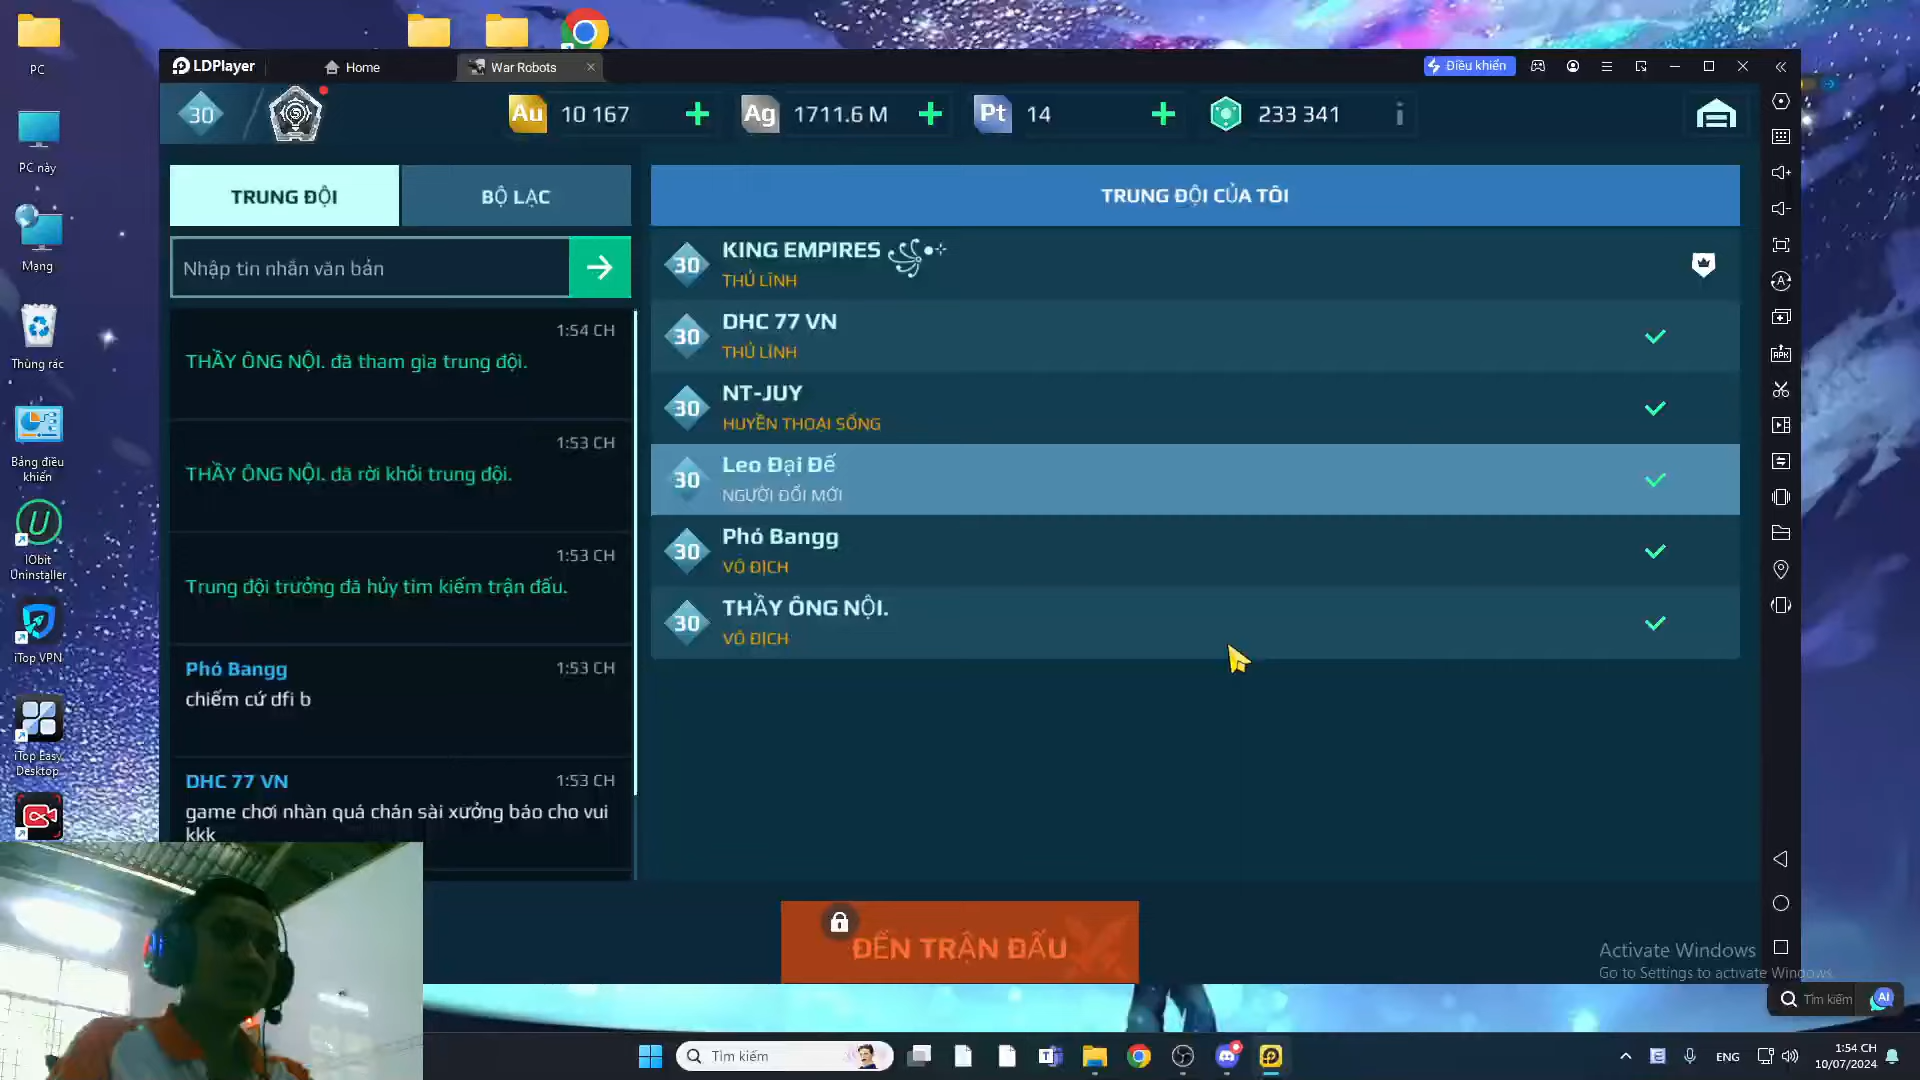 PC
PC này
Mạng
Thùng rác
Bảng điều
khiển
IObit
Uninstaller
iTop VPN
iTop Easy
Desktop
LDPlayer
Home
War Robots
Điều khiển
30
Au
10 167
Ag
1711.6 M
Pt
14
233 341
TRUNG ĐỘI
BỘ LẠC
Nhập tin nhắn văn bản
1:54 CH
THẦY ÔNG NỘI. đã tham gia trung đội.
1:53 CH
THẦY ÔNG NỘI. đã rời khỏi trung đội.
1:53 CH
Trung đội trưởng đã hủy tìm kiếm trận đấu.
Phó Bangg
1:53 CH
chiếm cứ dfi b
DHC 77 VN
1:53 CH
game chơi nhàn quá chán sài xưởng báo cho vui
kkk
TRUNG ĐỘI CỦA TÔI
30
KING EMPIRES
THỦ LĨNH
30
DHC 77 VN
THỦ LĨNH
30
NT-JUY
HUYỀN THOẠI SỐNG
30
Leo Đại Đế
NGƯỜI ĐỔI MỚI
30
Phó Bangg
VÔ ĐỊCH
30
THẦY ÔNG NỘI.
VÔ ĐỊCH
ĐẾN TRẬN ĐẤU
APK
Activate Windows
Go to Settings to activate Windows.
Tìm kiếm
AI
Tìm kiếm
ENG
1:54 CH
10/07/2024